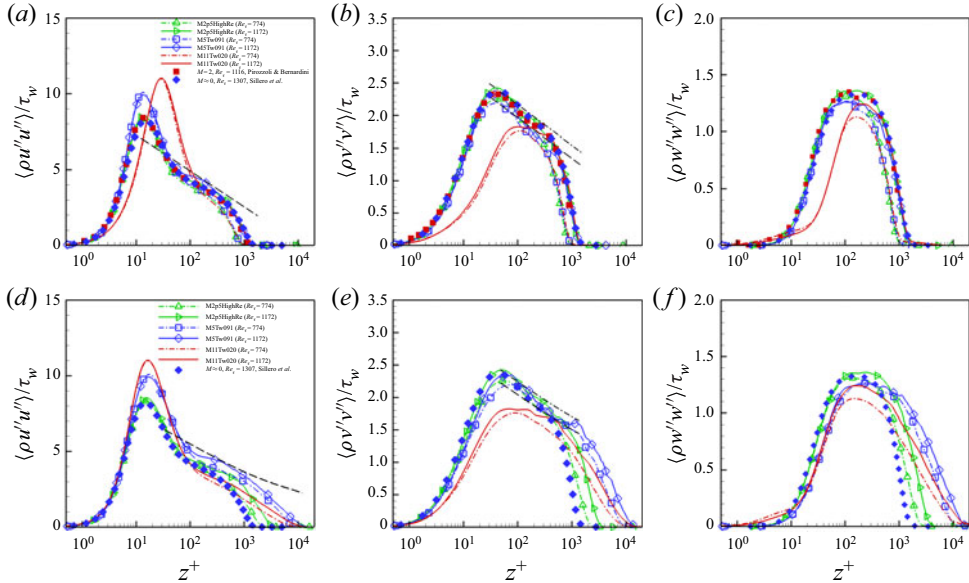 (a)
15
10
5
0
⟨ρu″u″⟩/τw
M2p5HighRe (Reτ= 774)
M2p5HighRe (Reτ= 1172)
M5Tw091 (Reτ= 774)
M5Tw091 (Reτ= 1172)
M11Tw020 (Reτ= 774)
M11Tw020 (Reτ= 1172)
M=2, Reτ= 1116, Pirozzoli & Bernardini
M≈0, Reτ= 1307, Sillero et al.
10⁰ 10¹ 10² 10³ 10⁴
(b)
3.5
3.0
2.5
2.0
1.5
1.0
0.5
0
⟨ρv″v″⟩/τw
10⁰ 10¹ 10² 10³ 10⁴
(c)
2.0
1.5
1.0
0.5
0
⟨ρw″w″⟩/τw
10⁰ 10¹ 10² 10³ 10⁴
(d)
15
10
5
0
⟨ρu″u″⟩/τw
M2p5HighRe (Reτ= 774)
M2p5HighRe (Reτ= 1172)
M5Tw091 (Reτ= 774)
M5Tw091 (Reτ= 1172)
M11Tw020 (Reτ= 774)
M11Tw020 (Reτ= 1172)
M≈0, Reτ= 1307, Sillero et al.
10⁰ 10¹ 10² 10³ 10⁴
z⁺
(e)
3.5
3.0
2.5
2.0
1.5
1.0
0.5
0
⟨ρv″v″⟩/τw
10⁰ 10¹ 10² 10³ 10⁴
z⁺
(f)
2.0
1.5
1.0
0.5
0
⟨ρw″w″⟩/τw
10⁰ 10¹ 10² 10³ 10⁴
z⁺